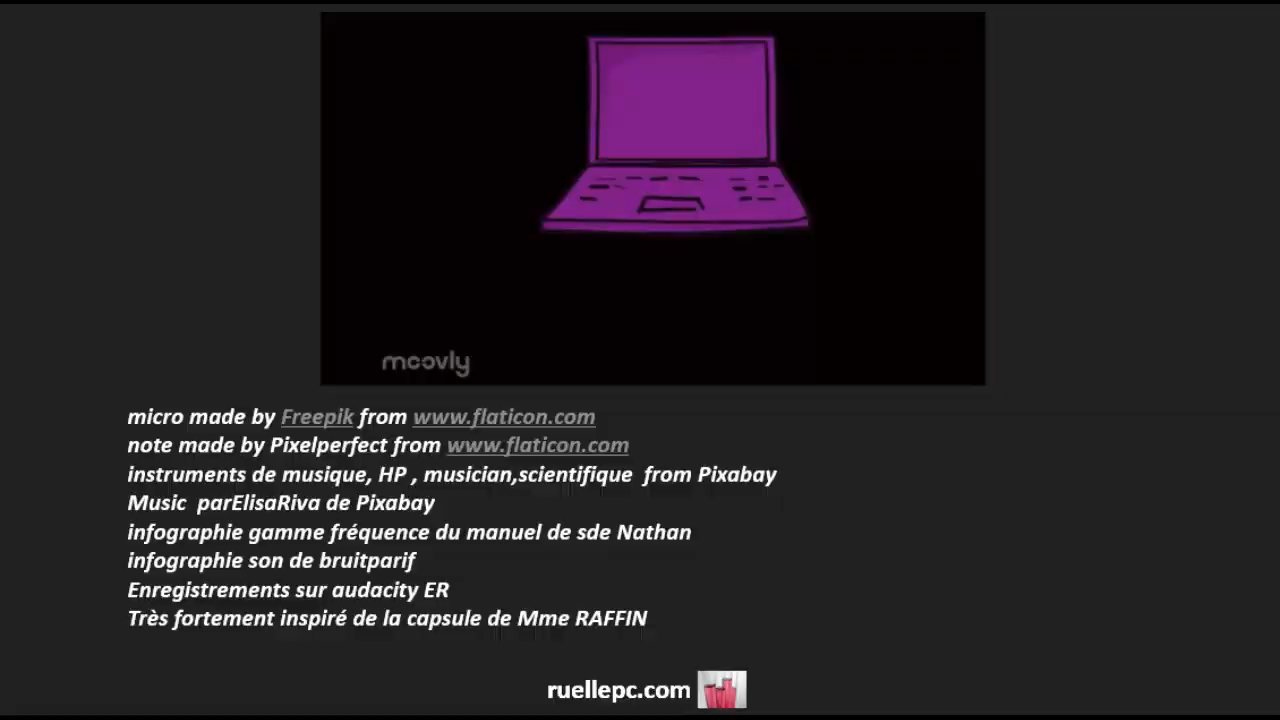 moovly
micro made by Freepik from www.flaticon.com
note made by Pixelperfect from www.flaticon.com
instruments de musique, HP , musician,scientifique from Pixabay
Music parElisaRiva de Pixabay
infographie gamme fréquence du manuel de sde Nathan
infographie son de bruitparif
Enregistrements sur audacity ER
Très fortement inspiré de la capsule de Mme RAFFIN
ruellepc.com